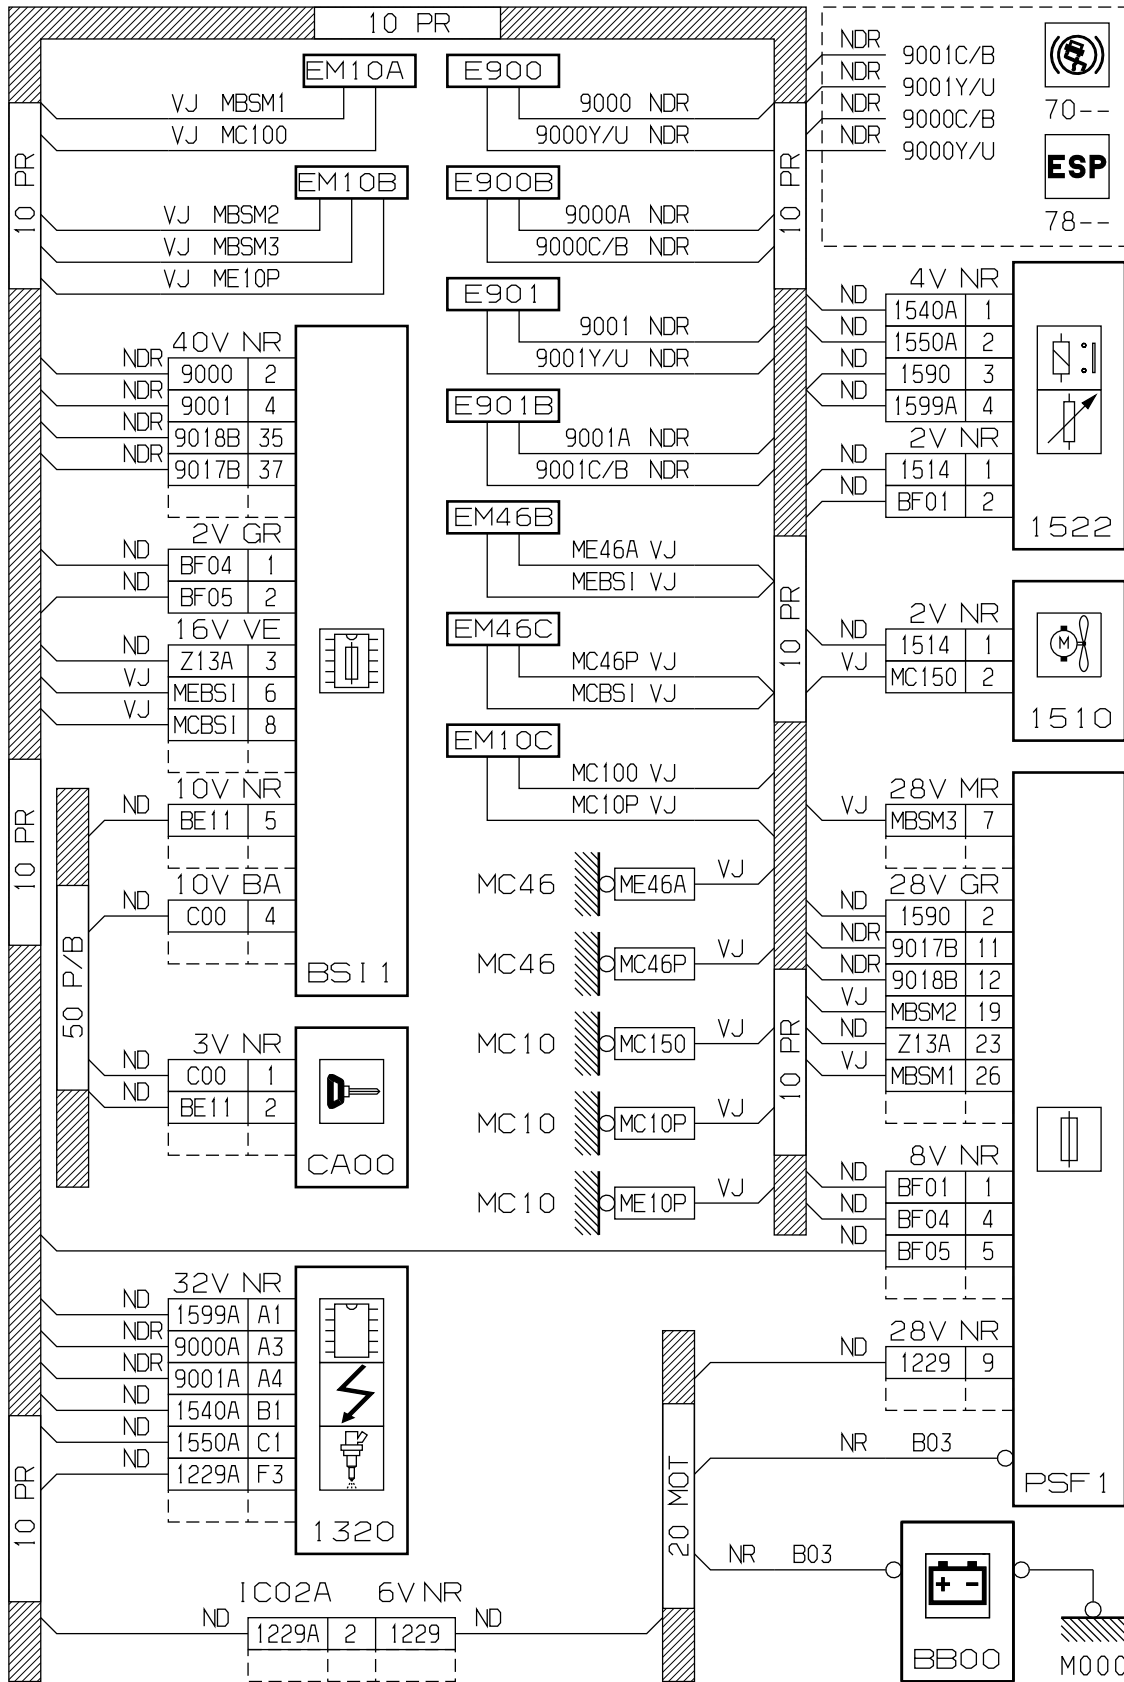 10 PR
EM10A
VJ MBSM1
VJ MC100
10 PR
EM10B
VJ MBSM2
VJ MBSM3
VJ ME10P
E900
9000 NDR
9000Y/U NDR
E900B
9000A NDR
9000C/B NDR
10 PR
E901
9001 NDR
9001Y/U NDR
E901B
9001A NDR
9001C/B NDR
EM46B
ME46A VJ
MEBSI VJ
EM46C
MC46P VJ
MCBSI VJ
10 PR
EM10C
MC100 VJ
MC10P VJ
NDR 9001C/B
NDR 9001Y/U
NDR 9000C/B
NDR 9000Y/U
70--
ESP
78--
40V NR
NDR 9000 2
NDR 9001 4
NDR 9018B 35
NDR 9017B 37
2V GR
ND BF04 1
ND BF05 2
16V VE
ND Z13A 3
VJ MEBSI 6
VJ MCBSI 8
10V NR
ND BE11 5
10V BA
ND C00 4
BSI1
10 PR
50 P/B
3V NR
ND C00 1
ND BE11 2
CA00
MC46 ME46A VJ
MC46 MC46P VJ
MC10 MC150 VJ
MC10 MC10P VJ
MC10 ME10P VJ
10 PR
4V NR
ND 1540A 1
ND 1550A 2
ND 1590 3
ND 1599A 4
2V NR
ND 1514 1
ND BF01 2
1522
2V NR
ND 1514 1
VJ MC150 2
M
1510
28V MR
VJ MBSM3 7
28V GR
ND 1590 2
NDR 9017B 11
NDR 9018B 12
VJ MBSM2 19
ND Z13A 23
VJ MBSM1 26
8V NR
ND BF01 1
ND BF04 4
ND BF05 5
28V NR
ND 1229 9
NR B03
PSF1
32V NR
ND 1599A A1
NDR 9000A A3
NDR 9001A A4
ND 1540A B1
ND 1550A C1
ND 1229A F3
1320
10 PR
20 MOT
NR B03
+ -
BB00
M000
IC02A 6V NR
ND 1229A 2 1229 ND